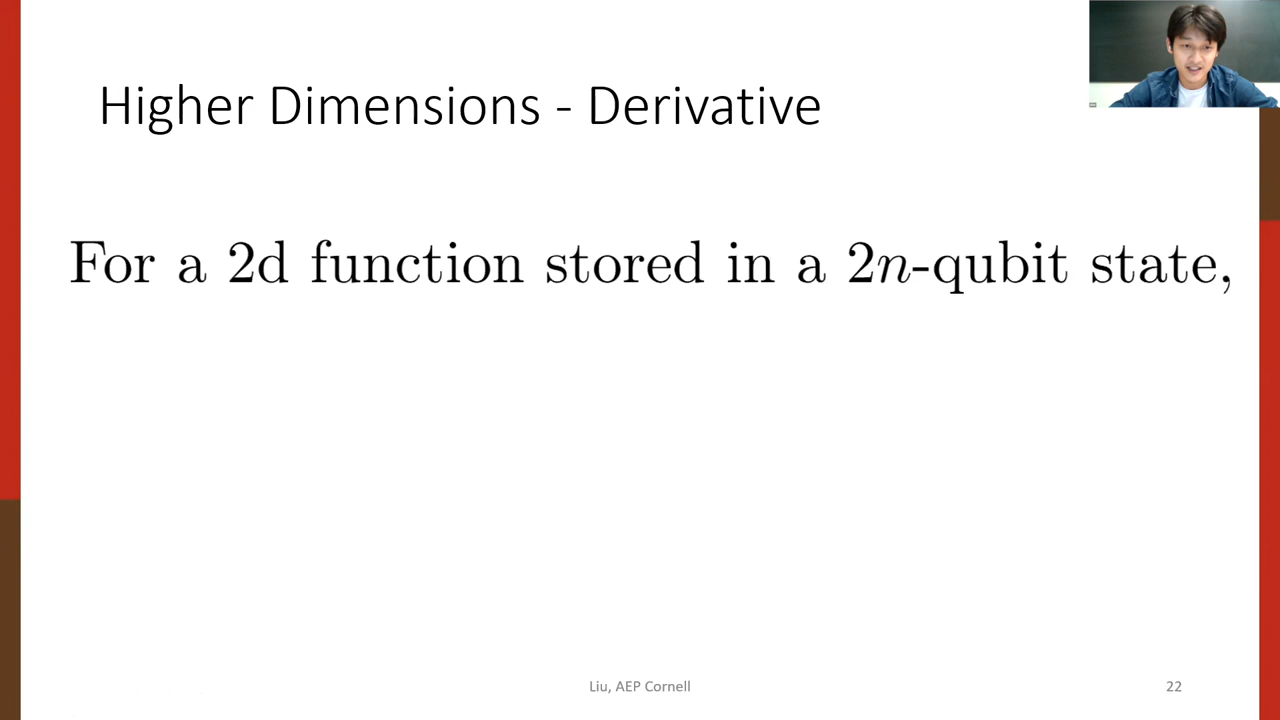 Higher Dimensions - Derivative
For a 2d function stored in a 2n-qubit state,
Liu, AEP Cornell
22